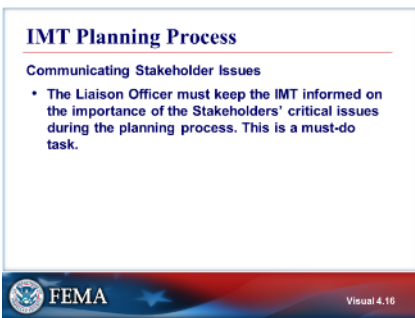 IMT Planning Process
Communicating Stakeholder Issues
• The Liaison Officer must keep the IMT informed on
the importance of the Stakeholders' critical issues
during the planning process. This is a must-do
task.
FEMA
Visual 4.16